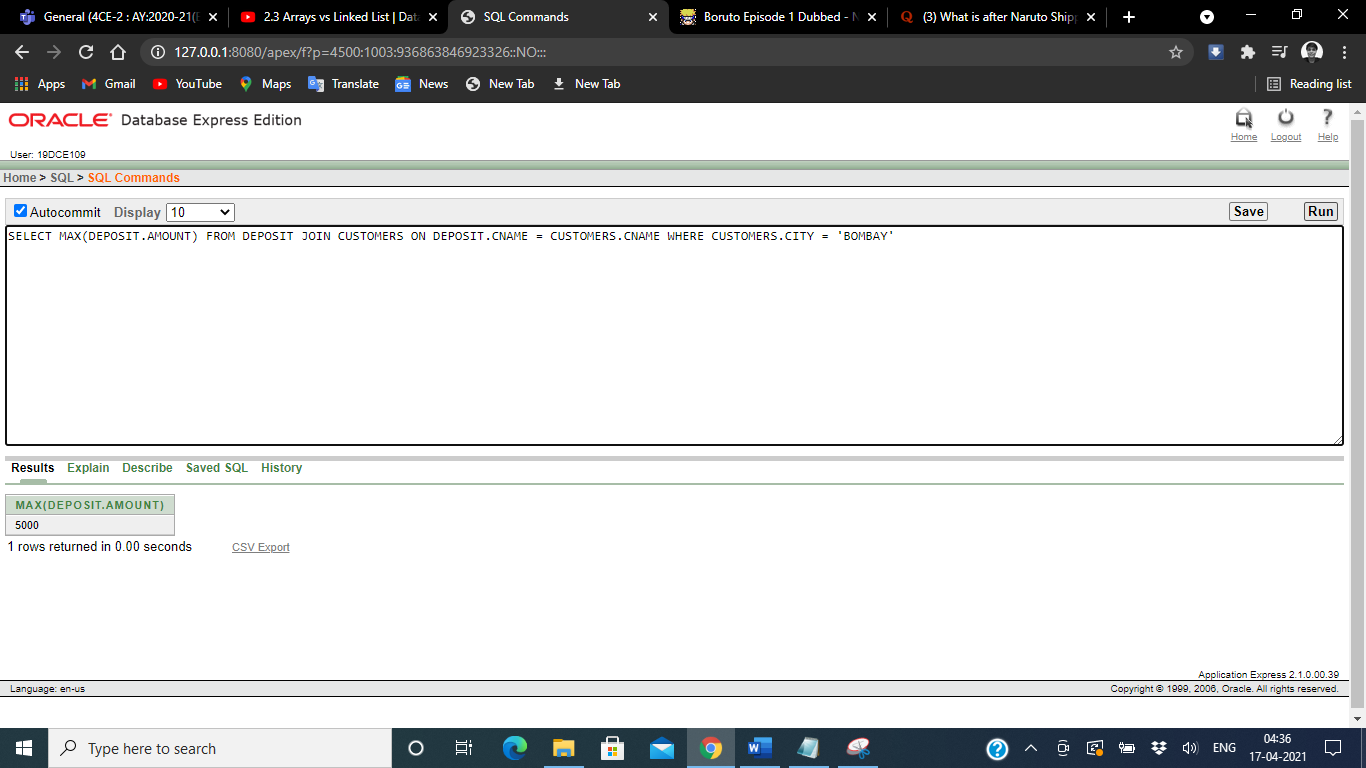 General (4CE-2 : AY:2020-21(E
2.3 Arrays vs Linked List | Dat
SQL Commands
Boruto Episode 1 Dubbed - N
(3) What is after Naruto Ship
127.0.0.1:8080/apex/f?p=4500:1003:936863846923326::NO:::
Apps Gmail YouTube Maps Translate News New Tab New Tab Reading list
ORACLE Database Express Edition
Home Logout Help
User: 19DCE109
Home > SQL > SQL Commands
Autocommit Display 10 Save Run
SELECT MAX(DEPOSIT.AMOUNT) FROM DEPOSIT JOIN CUSTOMERS ON DEPOSIT.CNAME = CUSTOMERS.CNAME WHERE CUSTOMERS.CITY = 'BOMBAY'
Results Explain Describe Saved SQL History
MAX(DEPOSIT.AMOUNT)
5000
1 rows returned in 0.00 seconds CSV Export
Application Express 2.1.0.00.39
Language: en-us Copyright © 1999, 2006, Oracle. All rights reserved.
Type here to search
ENG
04:36
17-04-2021